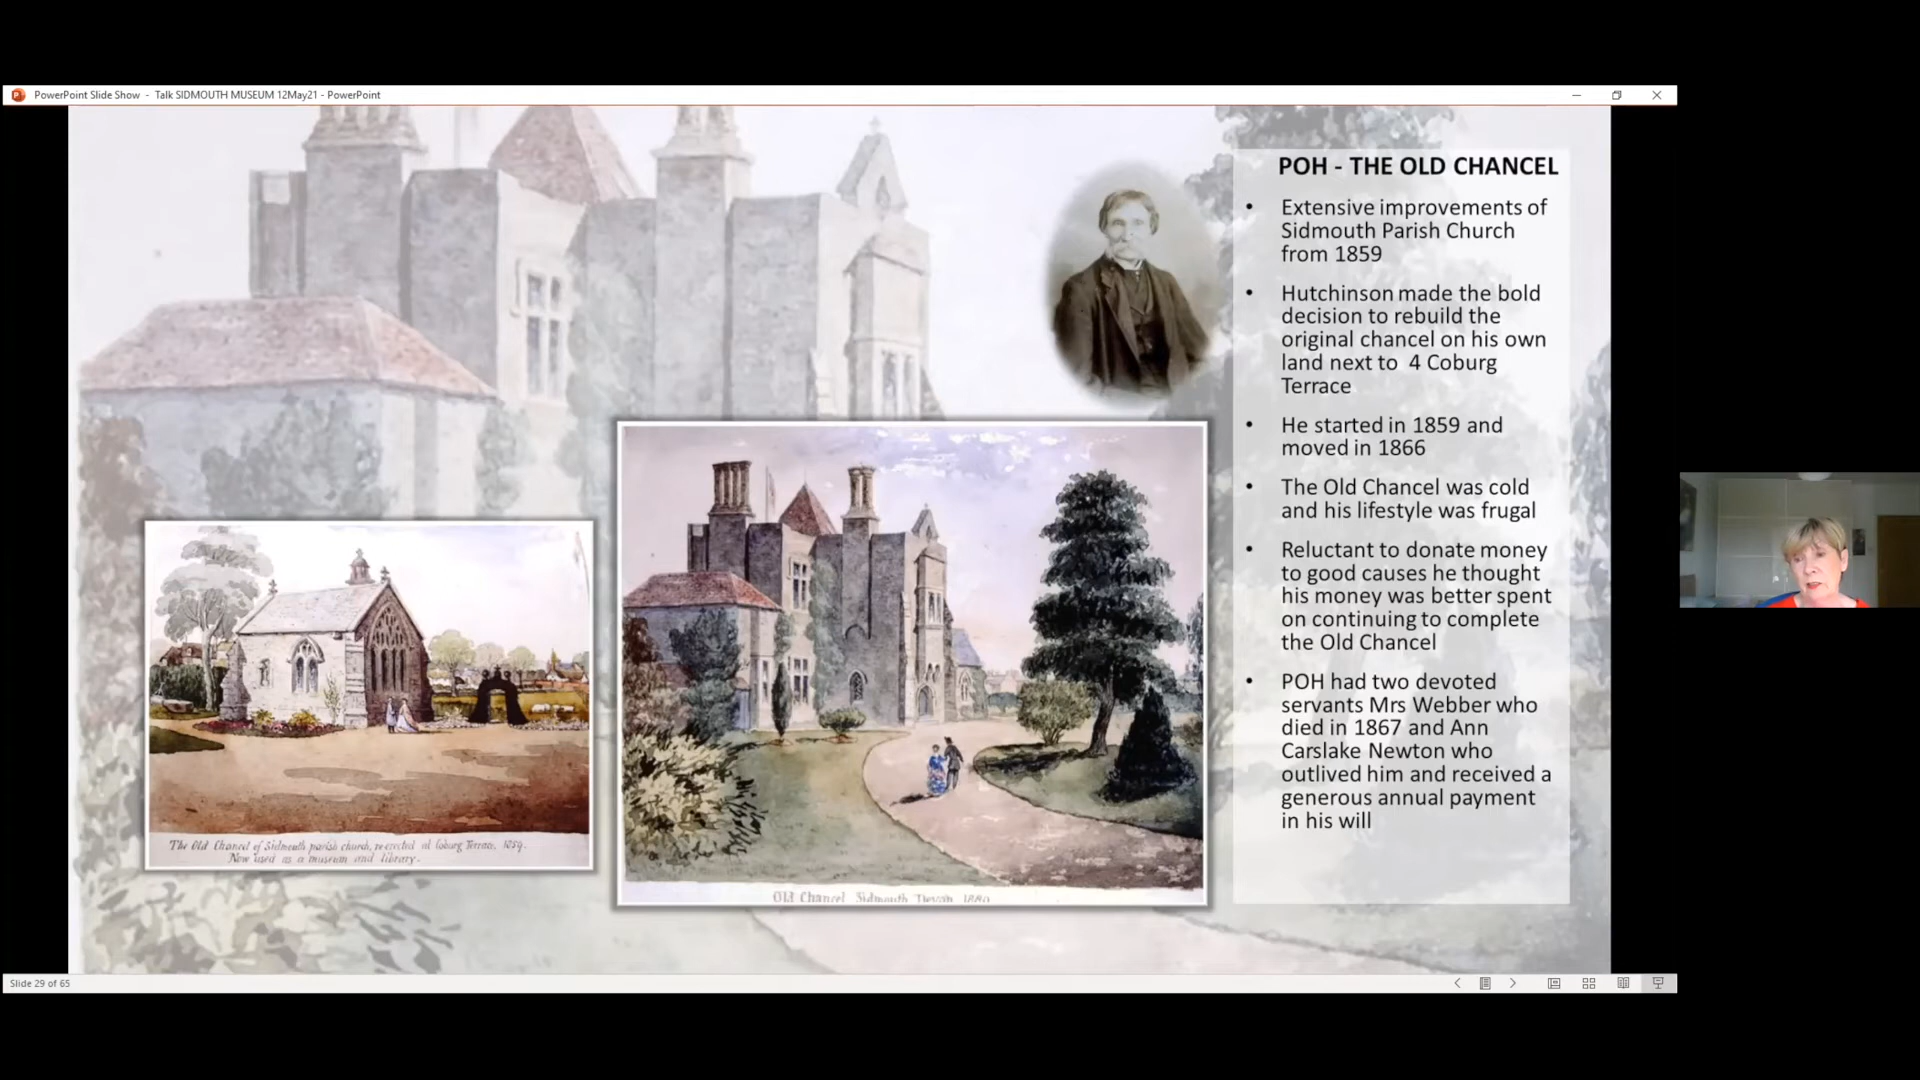 PowerPoint Slide Show - Talk SIDMOUTH MUSEUM 12May21 - PowerPoint
POH - THE OLD CHANCEL
• Extensive improvements of
Sidmouth Parish Church
from 1859
• Hutchinson made the bold
decision to rebuild the
original chancel on his own
land next to 4 Coburg
Terrace
• He started in 1859 and
moved in 1866
• The Old Chancel was cold
and his lifestyle was frugal
• Reluctant to donate money
to good causes he thought
his money was better spent
on continuing to complete
the Old Chancel
• POH had two devoted
servants Mrs Webber who
died in 1867 and Ann
Carslake Newton who
outlived him and received a
generous annual payment
in his will
The Old Chancel of Sidmouth parish church, re-erected at Coburg Terrace, 1859.
Now used as a museum and library.
Old Chancel Sidmouth Devon 1880
Slide 29 of 65